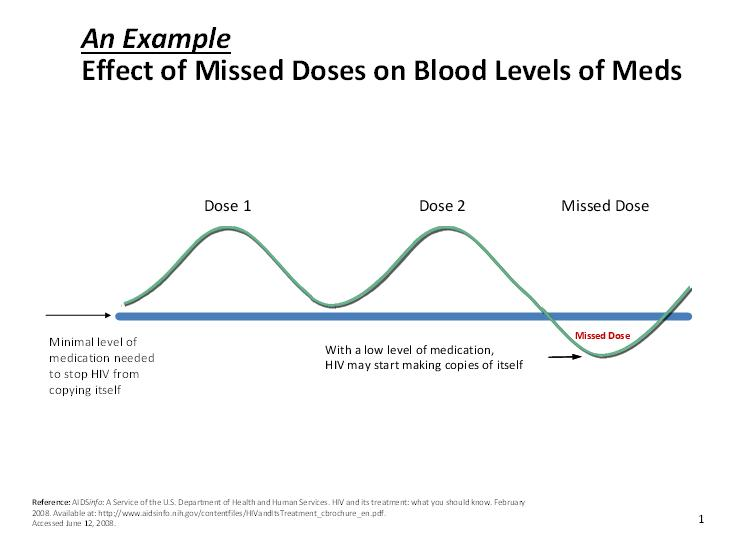 An Example
Effect of Missed Doses on Blood Levels of Meds
Dose 1
Dose 2
Missed Dose
Minimal level of
medication needed
to stop HIV from
copying itself
With a low level of medication,
HIV may start making copies of itself
Missed Dose
Reference: AIDSinfo: A Service of the U.S. Department of Health and Human Services. HIV and its treatment: what you should know. February
2008. Available at: http://www.aidsinfo.nih.gov/contentfiles/HIVandItsTreatment_cbrochure_en.pdf.
Accessed June 12, 2008.
1